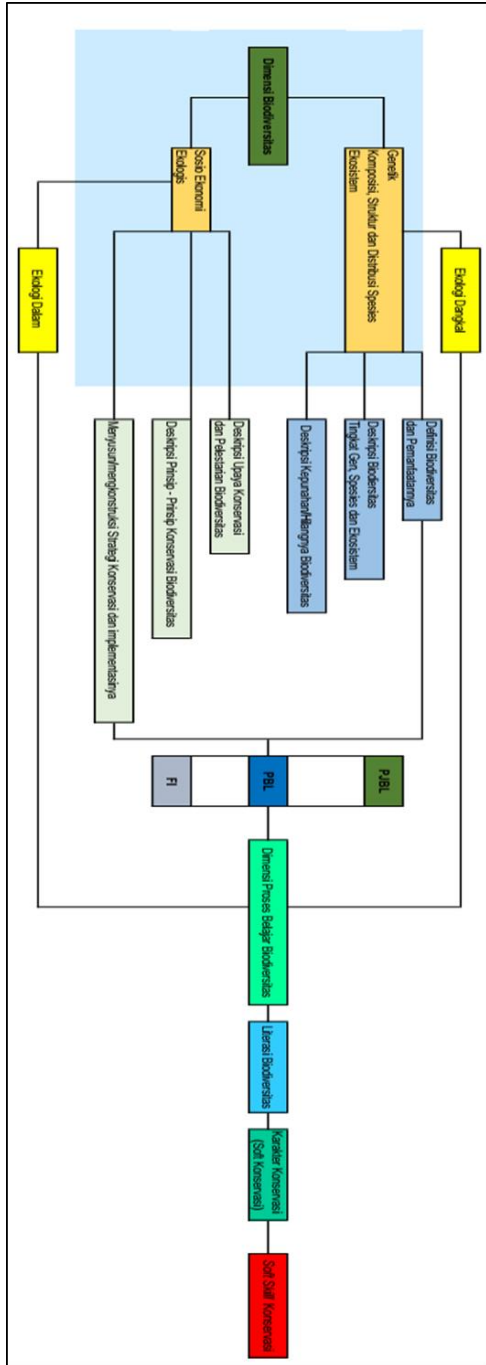 Dimensi Biodiversitas
Ekologi Dangkal
Genetik
Komposisi, Struktur dan Distribusi Spesies
Ekosistem
Sosio Ekonomi
Ekologis
Ekologi Dalam
Definisi Biodiversitas
dan Pemanfaatannya
Deskripsi Biodiersitas
Tingkat Gen, Spesies dan Ekosistem
Deskripsi Kepunahan/Hilangnya Biodiversitas
Deskripsi Upaya Konservasi
dan Pelestarian Biodiversitas
Deskripsi Prinsip - Prinsip Konservasi Biodiversitas
Menyusun/mengkonstruksi Strategi Konservasi dan implementasinya
PJBL
PBL
FI
Dimensi Proses Belajar Biodiversitas
Literasi Biodiversitas
Karakter Konservasi
(Soft Konservasi)
Soft Skill Konservasi